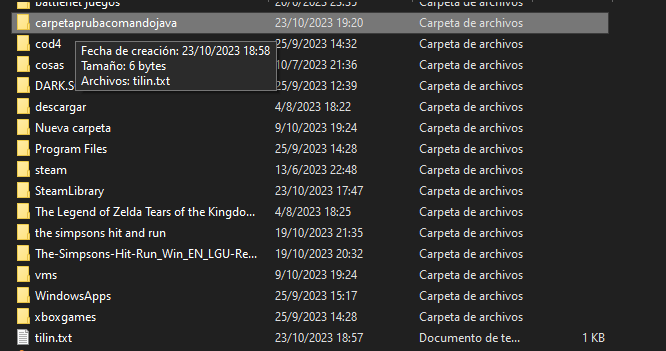 battlenet juegos 20/6/2023 23:35 Carpeta de archivos
carpetaprubacomandojava 23/10/2023 19:20 Carpeta de archivos
cod4 25/9/2023 14:32 Carpeta de archivos
cosas 10/7/2023 21:36 Carpeta de archivos
DARK.S 25/9/2023 12:39 Carpeta de archivos
Fecha de creación: 23/10/2023 18:58
Tamaño: 6 bytes
Archivos: tilin.txt
descargar 4/8/2023 18:22 Carpeta de archivos
Nueva carpeta 9/10/2023 19:24 Carpeta de archivos
Program Files 25/9/2023 14:28 Carpeta de archivos
steam 13/6/2023 22:48 Carpeta de archivos
SteamLibrary 23/10/2023 17:47 Carpeta de archivos
The Legend of Zelda Tears of the Kingdo... 4/8/2023 18:25 Carpeta de archivos
the simpsons hit and run 19/10/2023 21:35 Carpeta de archivos
The-Simpsons-Hit-Run_Win_EN_LGU-Re... 19/10/2023 20:32 Carpeta de archivos
vms 9/10/2023 19:24 Carpeta de archivos
WindowsApps 25/9/2023 15:17 Carpeta de archivos
xboxgames 25/9/2023 14:28 Carpeta de archivos
tilin.txt 23/10/2023 18:57 Documento de te... 1 KB